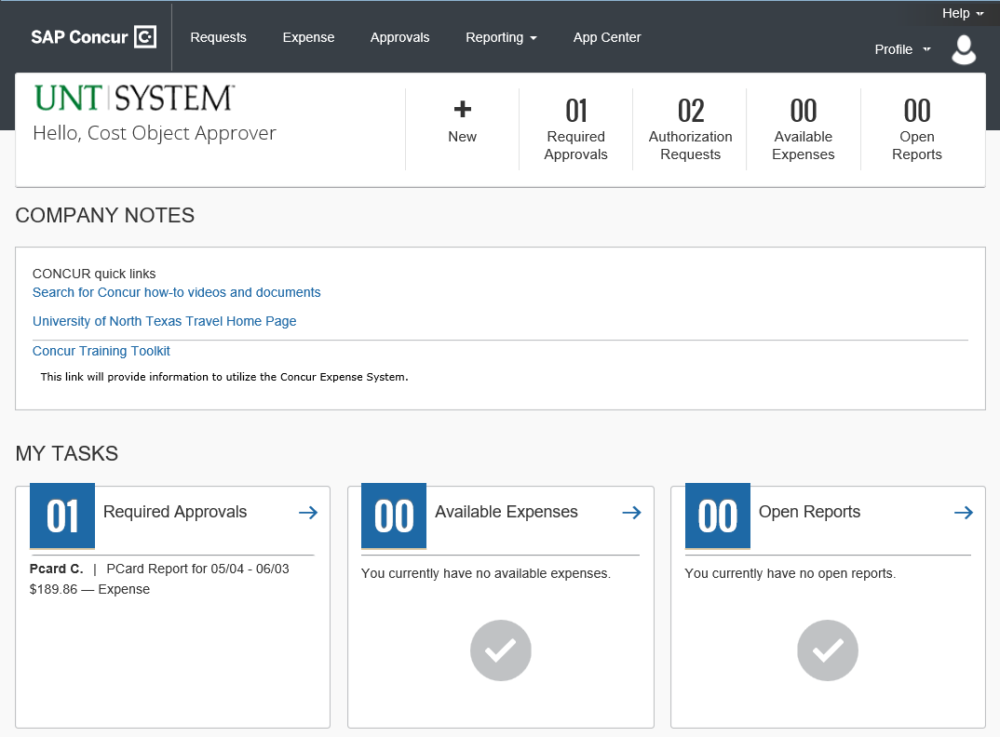 Help
SAP Concur C
Requests
Expense
Approvals
Reporting
App Center
Profile
UNT|SYSTEM™
Hello, Cost Object Approver
+
New
01
Required
Approvals
02
Authorization
Requests
00
Available
Expenses
00
Open
Reports
COMPANY NOTES
CONCUR quick links
Search for Concur how-to videos and documents
University of North Texas Travel Home Page
Concur Training Toolkit
This link will provide information to utilize the Concur Expense System.
MY TASKS
01 Required Approvals
Pcard C. | PCard Report for 05/04 - 06/03
$189.86 — Expense
00 Available Expenses
You currently have no available expenses.
00 Open Reports
You currently have no open reports.